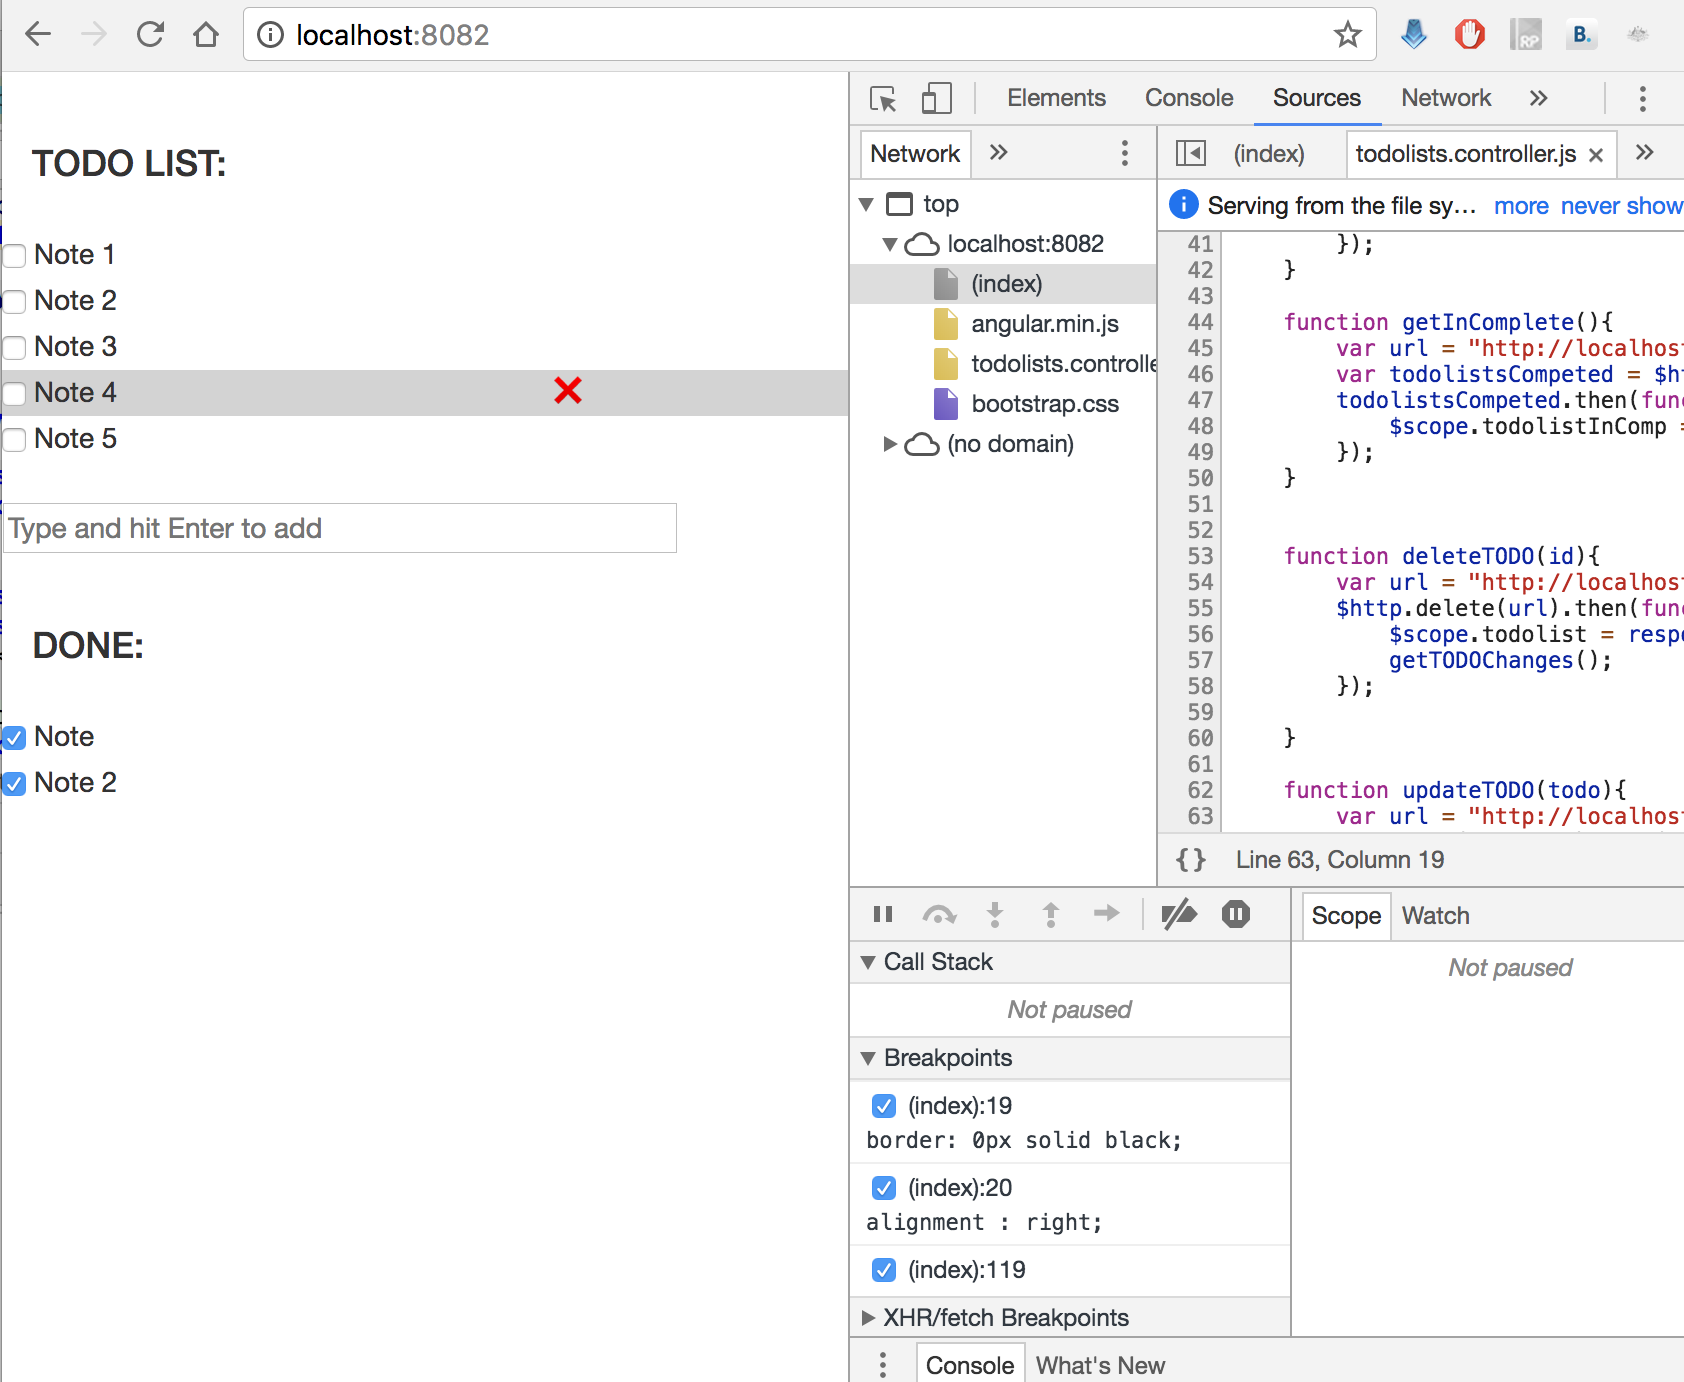 localhost:8082
RP
B.
TODO LIST:
Note 1
Note 2
Note 3
Note 4
Note 5
Type and hit Enter to add
DONE:
Note
Note 2
Elements Console Sources Network
Network
top
localhost:8082
(index)
angular.min.js
todolists.controlle
bootstrap.css
(no domain)
(index) todolists.controller.js
Serving from the file sy... more never show
41 });
42 }
43
44 function getInComplete(){
45 var url = "http://localhos
46 var todolistsCompeted = $h
47 todolistsCompeted.then(fun
48 $scope.todolistInComp =
49 });
50 }
51
52
53 function deleteTODO(id){
54 var url = "http://localhos
55 $http.delete(url).then(fun
56 $scope.todolist = resp
57 getTODOChanges();
58 });
59
60 }
61
62 function updateTODO(todo){
63 var url = "http://localhos
{} Line 63, Column 19
Call Stack
Not paused
Breakpoints
(index):19
border: 0px solid black;
(index):20
alignment : right;
(index):119
XHR/fetch Breakpoints
Scope Watch
Not paused
Console What's New